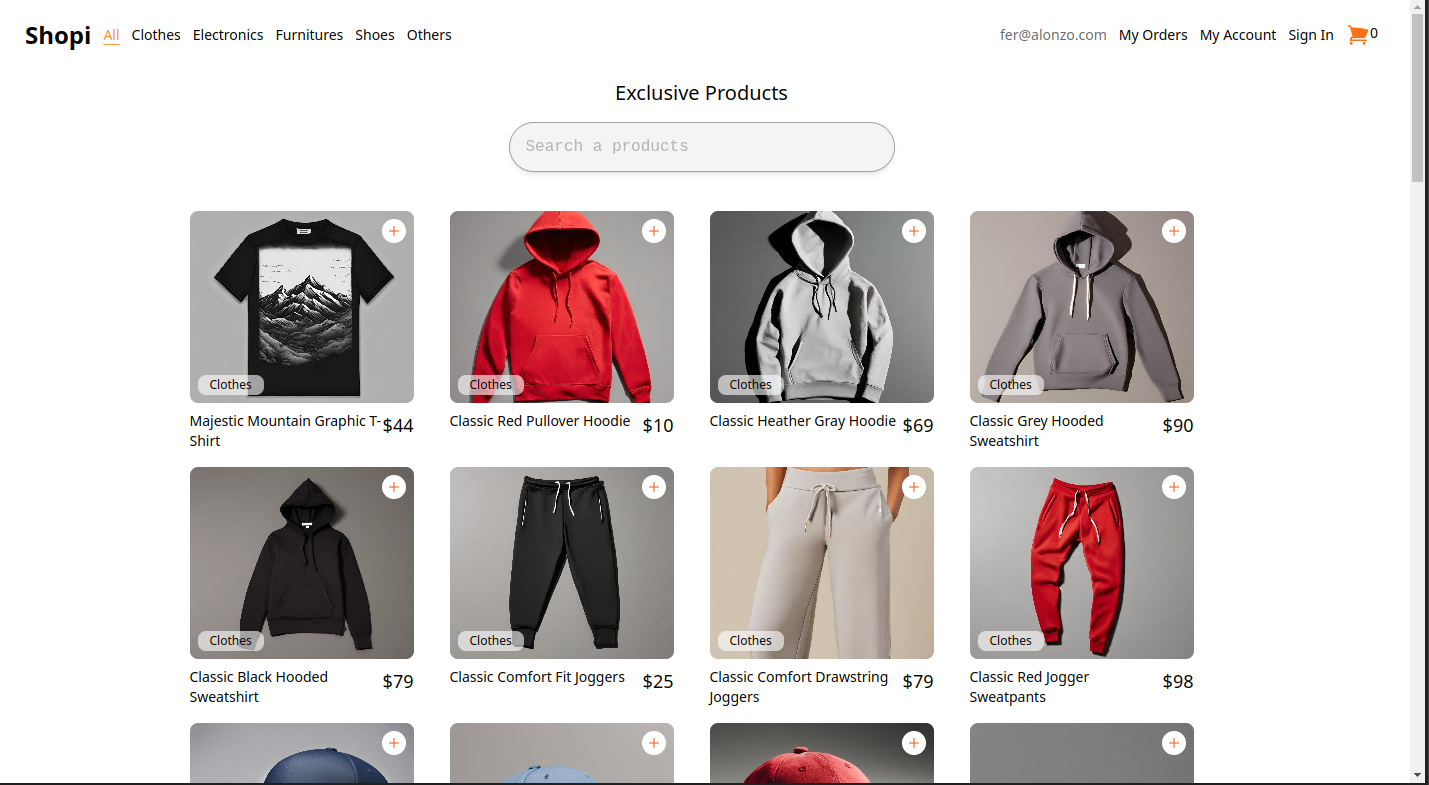 Shopi All Clothes Electronics Furnitures Shoes Others fer@alonzo.com My Orders My Account Sign In 0
Exclusive Products
Search a products
Clothes Clothes Clothes Clothes
Majestic Mountain Graphic T- $44 Classic Red Pullover Hoodie $10 Classic Heather Gray Hoodie $69 Classic Grey Hooded $90
Shirt Sweatshirt
Clothes Clothes Clothes Clothes
Classic Black Hooded $79 Classic Comfort Fit Joggers $25 Classic Comfort Drawstring $79 Classic Red Jogger $98
Sweatshirt Joggers Sweatpants